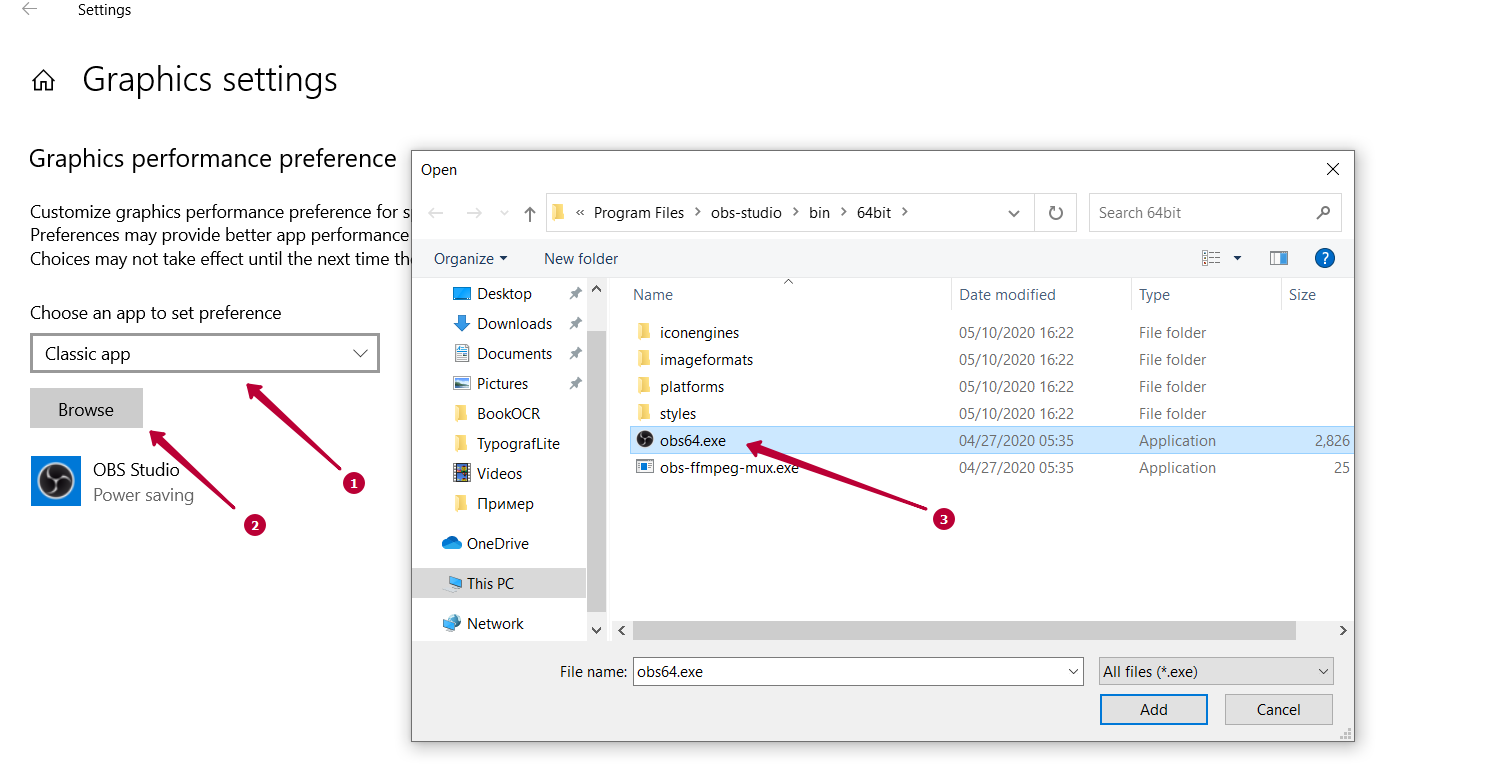 Settings
Graphics settings
Graphics performance preference
Customize graphics performance preference for s
Preferences may provide better app performance
Choices may not take effect until the next time th
Choose an app to set preference
Classic app
Browse
OBS Studio
Power saving
1
2
Open
« Program Files > obs-studio > bin > 64bit >
Search 64bit
Organize
New folder
?
Desktop
Downloads
Documents
Pictures
BookOCR
TypografLite
Videos
Пример
OneDrive
This PC
Network
Name Date modified Type Size
iconengines 05/10/2020 16:22 File folder
imageformats 05/10/2020 16:22 File folder
platforms 05/10/2020 16:22 File folder
styles 05/10/2020 16:22 File folder
obs64.exe 04/27/2020 05:35 Application 2,826
obs-ffmpeg-mux.exe 04/27/2020 05:35 Application 25
3
File name: obs64.exe
All files (*.exe)
Add
Cancel